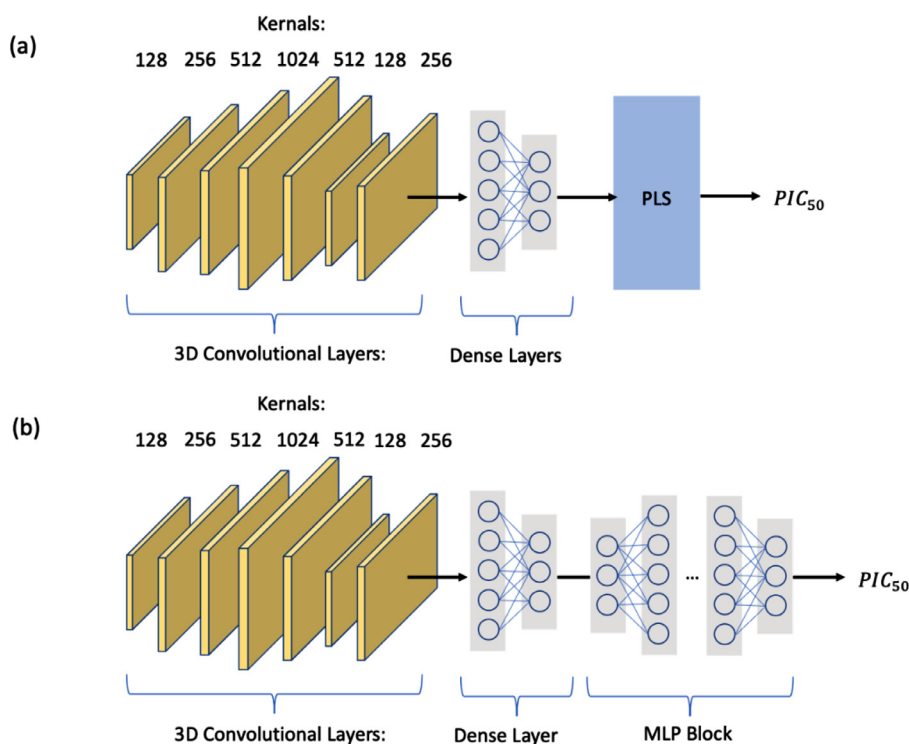 (a)
Kernals:
128 256 512 1024 512 128 256
PLS
PIC50
3D Convolutional Layers:
Dense Layers
(b)
Kernals:
128 256 512 1024 512 128 256
...
PIC50
3D Convolutional Layers:
Dense Layer
MLP Block